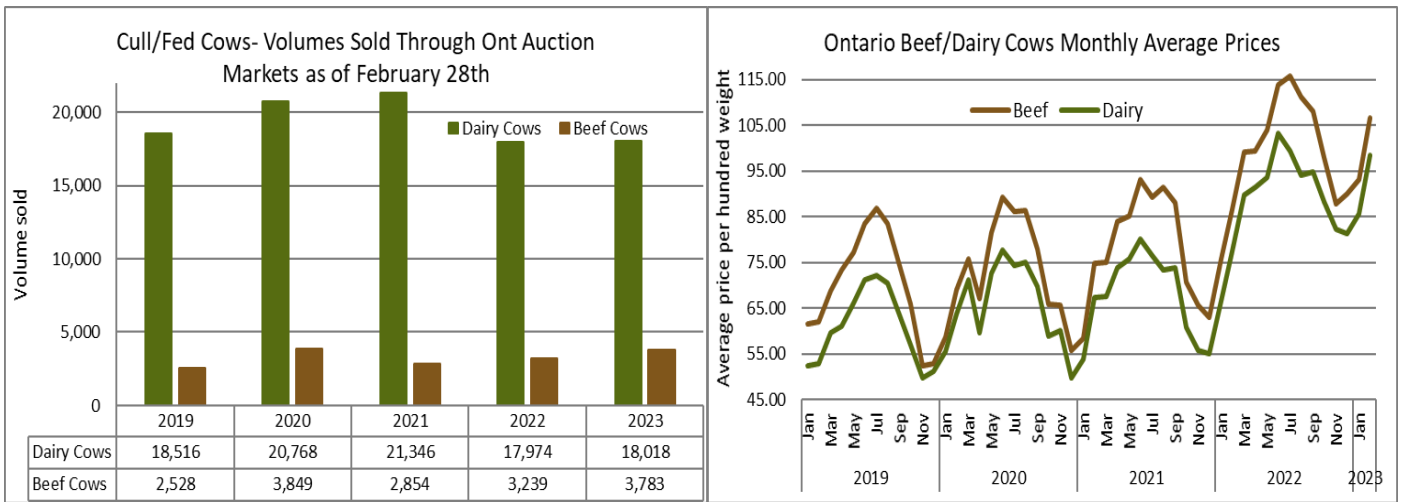 Cull/Fed Cows- Volumes Sold Through Ont Auction
Markets as of February 28th
Volume sold
20,000
15,000
10,000
5,000
0
Dairy Cows Beef Cows
2019 2020 2021 2022 2023
Dairy Cows 18,516 20,768 21,346 17,974 18,018
Beef Cows 2,528 3,849 2,854 3,239 3,783
Ontario Beef/Dairy Cows Monthly Average Prices
Average price per hundred weight
115.00
105.00
95.00
85.00
75.00
65.00
55.00
45.00
Beef Dairy
Jan Mar May Jul Sep Nov Jan Mar May Jul Sep Nov Jan Mar May Jul Sep Nov Jan Mar May Jul Sep Nov Jan
2019 2020 2021 2022 2023